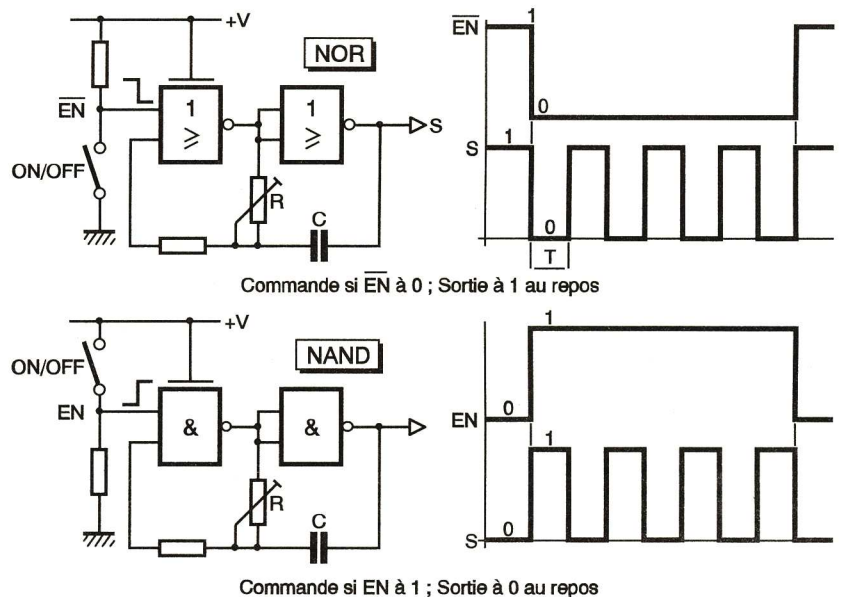 +V
NOR
EN
1
≥
1
≥
S
ON/OFF
R
C
EN
1
0
S
1
0
T
Commande si EN à 0 ; Sortie à 1 au repos
+V
NAND
ON/OFF
EN
&
&
R
C
1
EN
0
1
S
0
Commande si EN à 1 ; Sortie à 0 au repos